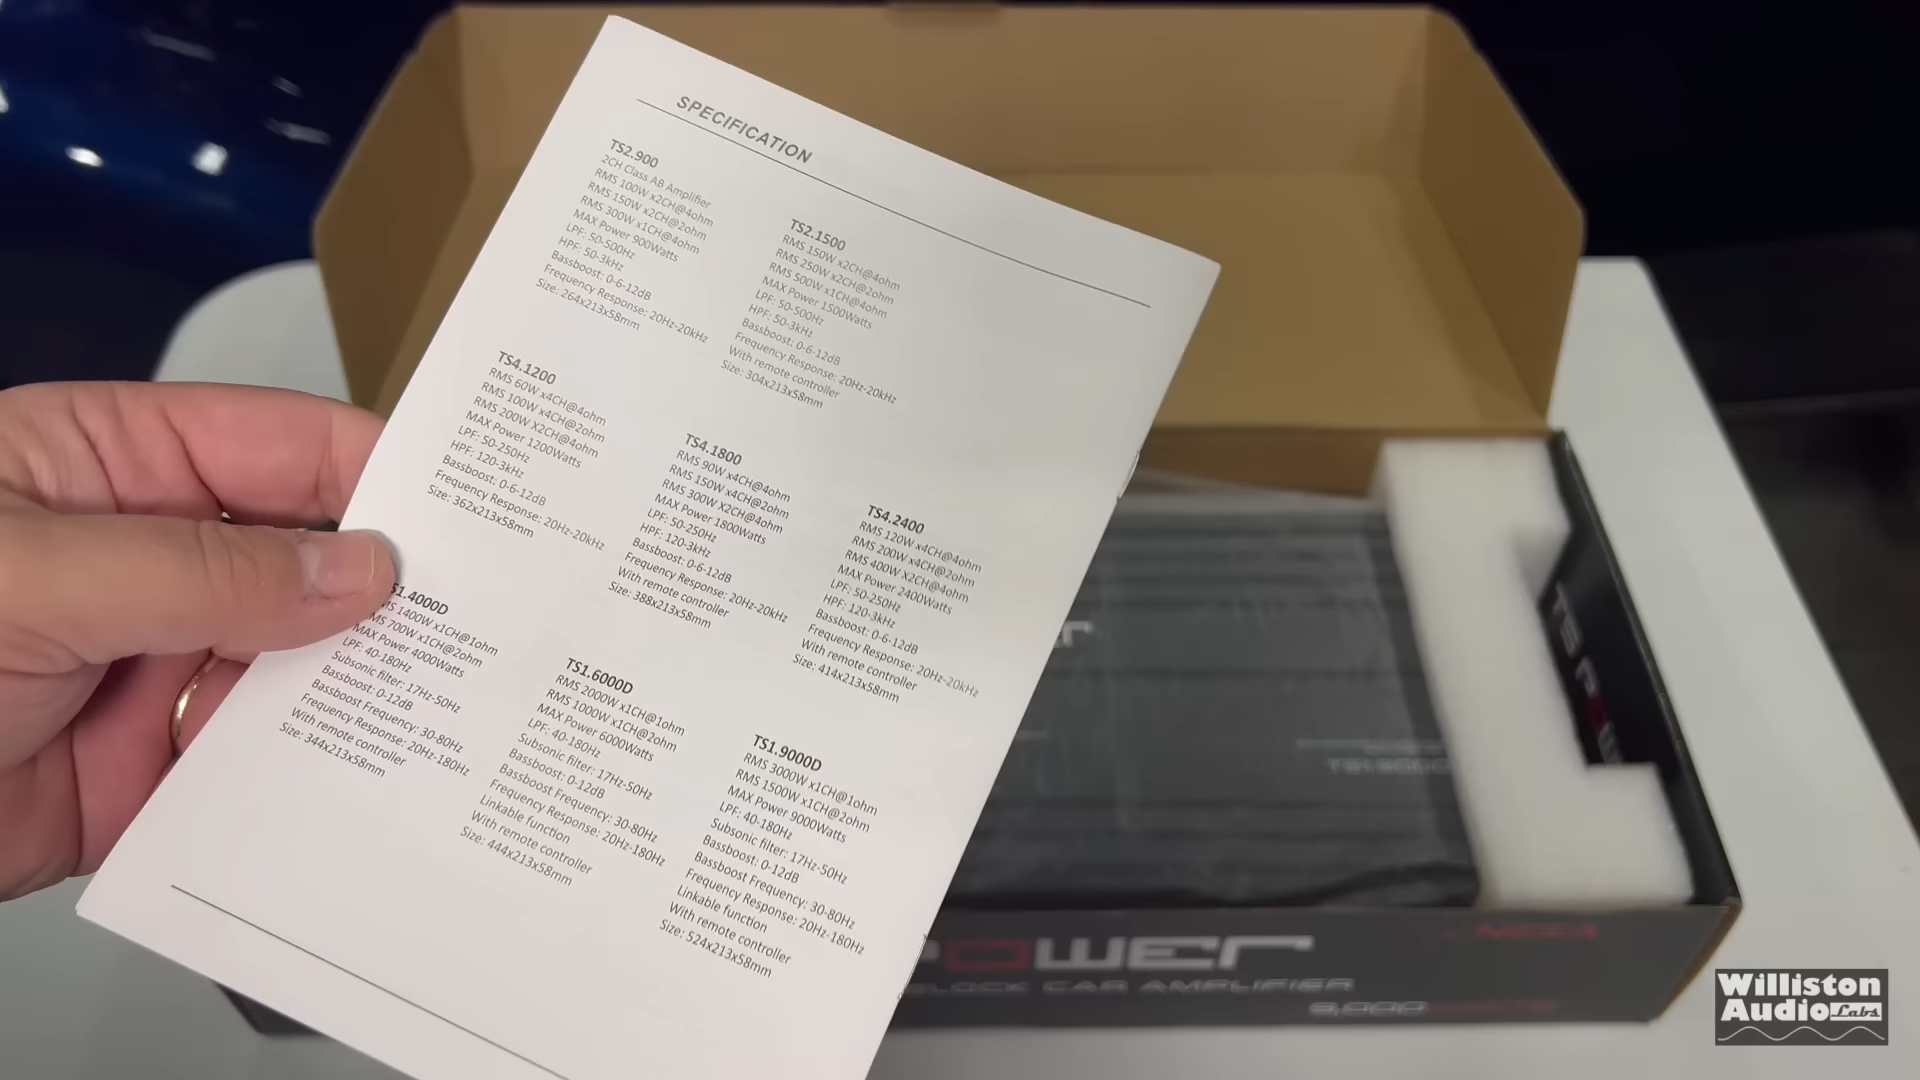 SPECIFICATION
TS2.900
2CH Class AB Amplifier
RMS 100W x2CH@4ohm
RMS 150W x2CH@2ohm
RMS 300W x1CH@4ohm
MAX Power 900Watts
LPF: 50-500Hz
HPF: 50-3kHz
Bassboost: 0-6-12dB
Frequency Response: 20Hz-20kHz
Size: 264x213x58mm
TS2.1500
RMS 150W x2CH@4ohm
RMS 250W x2CH@2ohm
RMS 500W x1CH@4ohm
MAX Power 1500Watts
LPF: 50-500Hz
HPF: 50-3kHz
Bassboost: 0-6-12dB
Frequency Response: 20Hz-20kHz
With remote controller
Size: 304x213x58mm
TS4.1200
RMS 60W x4CH@4ohm
RMS 100W x4CH@2ohm
RMS 200W X2CH@4ohm
MAX Power 1200Watts
LPF: 50-250Hz
HPF: 120-3kHz
Bassboost: 0-6-12dB
Frequency Response: 20Hz-20kHz
Size: 362x213x58mm
TS4.1800
RMS 90W x4CH@4ohm
RMS 150W x4CH@2ohm
RMS 300W X2CH@4ohm
MAX Power 1800Watts
LPF: 50-250Hz
HPF: 120-3kHz
Bassboost: 0-6-12dB
Frequency Response: 20Hz-20kHz
With remote controller
Size: 388x213x58mm
TS4.2400
RMS 120W x4CH@4ohm
RMS 200W x4CH@2ohm
RMS 400W X2CH@4ohm
MAX Power 2400Watts
LPF: 50-250Hz
HPF: 120-3kHz
Bassboost: 0-6-12dB
Frequency Response: 20Hz-20kHz
With remote controller
Size: 414x213x58mm
S1.4000D
MS 1400W x1CH@1ohm
MS 700W x1CH@2ohm
MAX Power 4000Watts
LPF: 40-180Hz
Subsonic filter: 17Hz-50Hz
Bassboost: 0-12dB
Bassboost Frequency: 30-80Hz
Frequency Response: 20Hz-180Hz
With remote controller
Size: 344x213x58mm
TS1.6000D
RMS 2000W x1CH@1ohm
RMS 1000W x1CH@2ohm
MAX Power 6000Watts
LPF: 40-180Hz
Subsonic filter: 17Hz-50Hz
Bassboost: 0-12dB
Bassboost Frequency: 30-80Hz
Frequency Response: 20Hz-180Hz
Linkable function
With remote controller
Size: 444x213x58mm
TS1.9000D
RMS 3000W x1CH@1ohm
RMS 1500W x1CH@2ohm
MAX Power 9000Watts
LPF: 40-180Hz
Subsonic filter: 17Hz-50Hz
Bassboost: 0-12dB
Bassboost Frequency: 30-80Hz
Frequency Response: 20Hz-180Hz
Linkable function
With remote controller
Size: 524x213x58mm
TS POW
POWER
CAR AMPLIFIER
Williston
Audio Labs